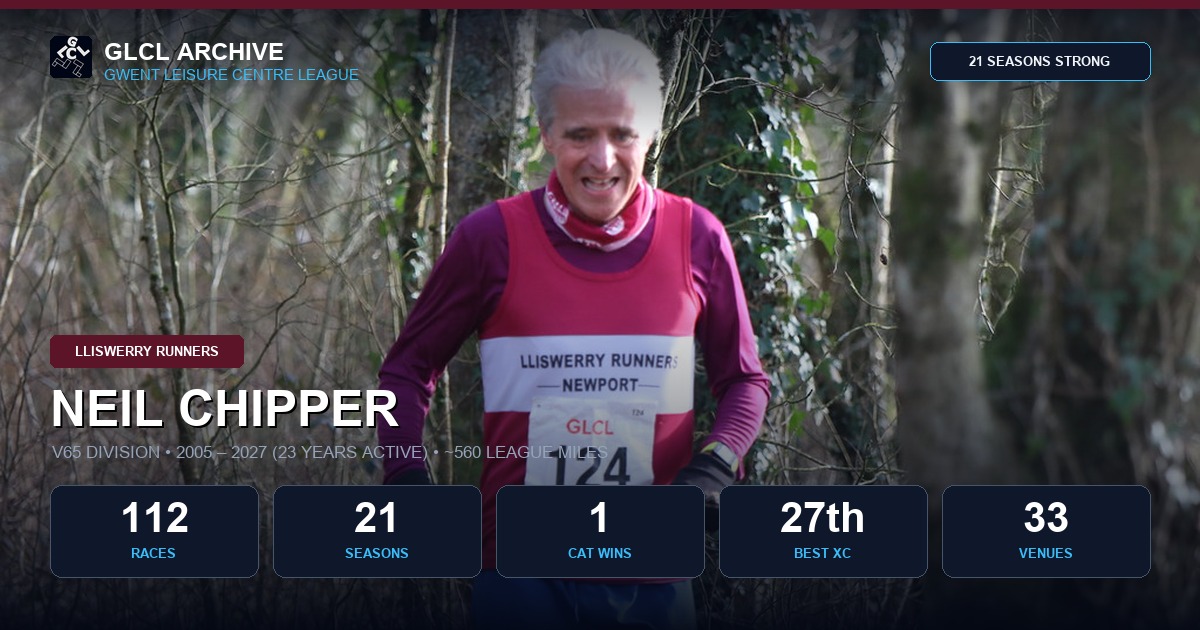 GLCL ARCHIVE
GWENT LEISURE CENTRE LEAGUE
21 SEASONS STRONG
LLISWERRY RUNNERS
NEWPORT
GLCL
124
124
LLISWERRY RUNNERS
NEIL CHIPPER
V65 DIVISION • 2005 – 2027 (23 YEARS ACTIVE) • ~560 LEAGUE MILES
112
RACES
21
SEASONS
1
CAT WINS
27th
BEST XC
33
VENUES